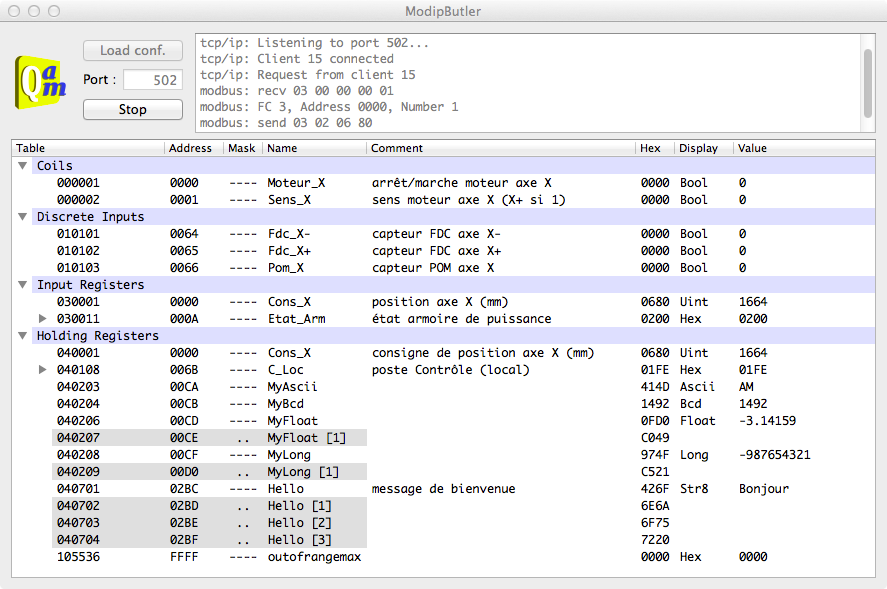 ModipButler
Qam
Load conf.
Port : 502
Stop
tcp/ip: Listening to port 502...
tcp/ip: Client 15 connected
tcp/ip: Request from client 15
modbus: recv 03 00 00 00 01
modbus: FC 3, Address 0000, Number 1
modbus: send 03 02 06 80
Table Address Mask Name Comment Hex Display Value
Coils
000001 0000 ---- Moteur_X arrêt/marche moteur axe X 0000 Bool 0
000002 0001 ---- Sens_X sens moteur axe X (X+ si 1) 0000 Bool 0
Discrete Inputs
010101 0064 ---- Fdc_X- capteur FDC axe X- 0000 Bool 0
010102 0065 ---- Fdc_X+ capteur FDC axe X+ 0000 Bool 0
010103 0066 ---- Pom_X capteur POM axe X 0000 Bool 0
Input Registers
030001 0000 ---- Cons_X position axe X (mm) 0680 Uint 1664
030011 000A ---- Etat_Arm état armoire de puissance 0200 Hex 0200
Holding Registers
040001 0000 ---- Cons_X consigne de position axe X (mm) 0680 Uint 1664
040108 006B ---- C_Loc poste Contrôle (local) 01FE Hex 01FE
040203 00CA ---- MyAscii 414D Ascii AM
040204 00CB ---- MyBcd 1492 Bcd 1492
040206 00CD ---- MyFloat 0FD0 Float -3.14159
040207 00CE .. MyFloat [1] C049
040208 00CF ---- MyLong 974F Long -987654321
040209 00D0 .. MyLong [1] C521
040701 02BC ---- Hello message de bienvenue 426F Str8 Bonjour
040702 02BD .. Hello [1] 6E6A
040703 02BE .. Hello [2] 6F75
040704 02BF .. Hello [3] 7220
105536 FFFF ---- outofrangemax 0000 Hex 0000